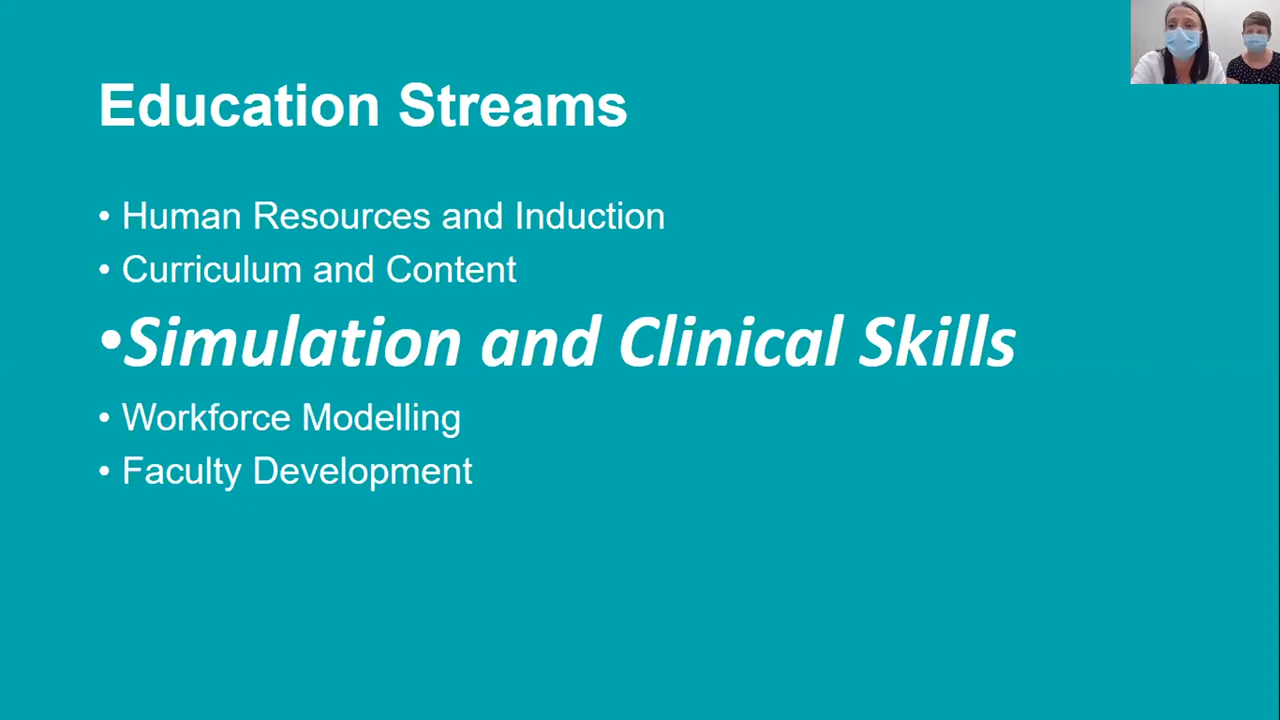 Education Streams
• Human Resources and Induction
• Curriculum and Content
•Simulation and Clinical Skills
• Workforce Modelling
• Faculty Development